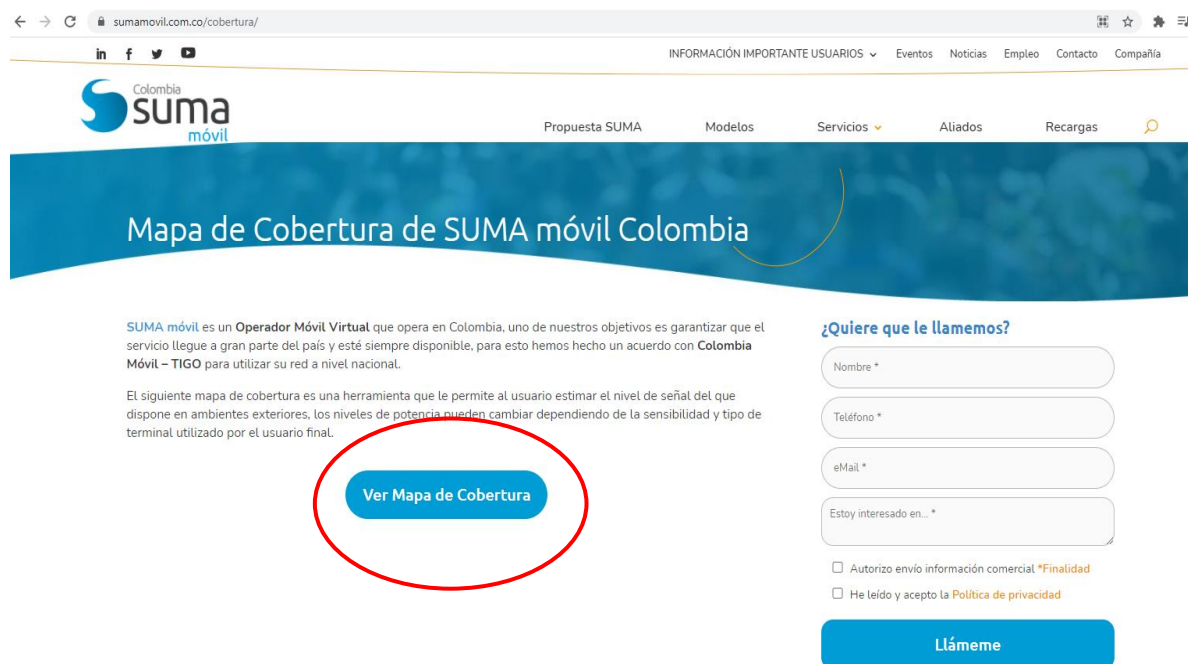 sumamovil.com.co/cobertura/
INFORMACIÓN IMPORTANTE USUARIOS Eventos Noticias Empleo Contacto Compañía
Colombia
suma
móvil
Propuesta SUMA Modelos Servicios Aliados Recargas
Mapa de Cobertura de SUMA móvil Colombia
SUMA móvil es un Operador Móvil Virtual que opera en Colombia, uno de nuestros objetivos es garantizar que el
servicio llegue a gran parte del país y esté siempre disponible, para esto hemos hecho un acuerdo con Colombia
Móvil – TIGO para utilizar su red a nivel nacional.
El siguiente mapa de cobertura es una herramienta que le permite al usuario estimar el nivel de señal del que
dispone en ambientes exteriores, los niveles de potencia pueden cambiar dependiendo de la sensibilidad y tipo de
terminal utilizado por el usuario final.
Ver Mapa de Cobertura
¿Quiere que le llamemos?
Nombre *
Teléfono *
eMail *
Estoy interesado en... *
Autorizo envío información comercial *Finalidad
He leído y acepto la Política de privacidad
Llámeme